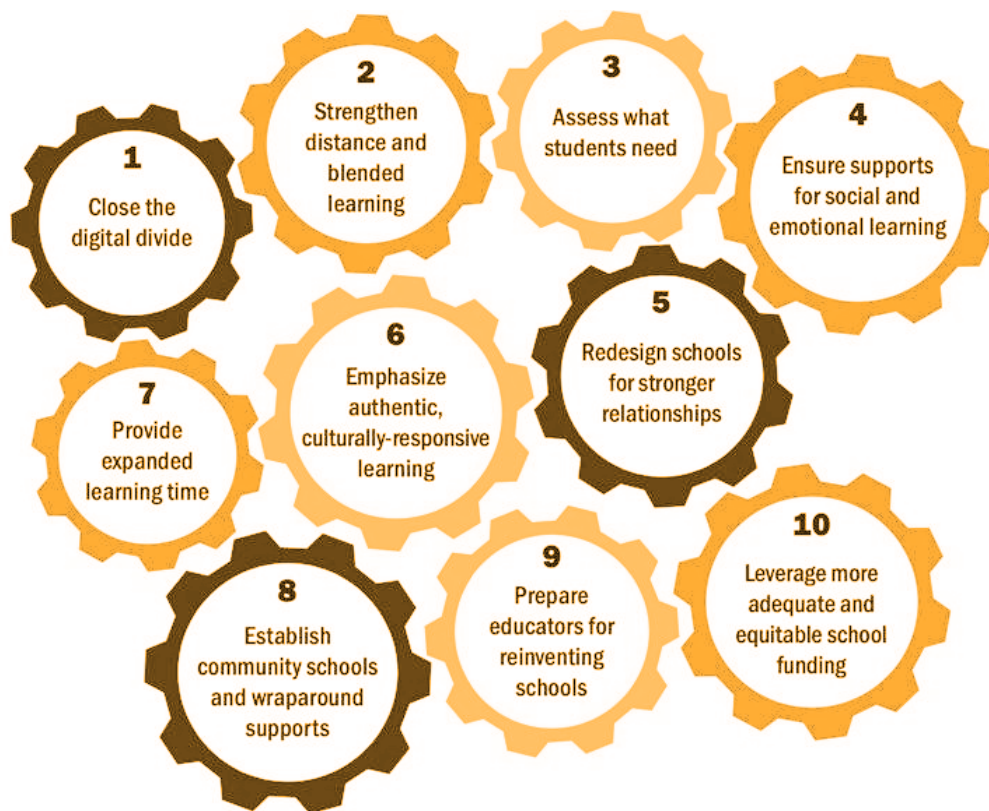 1
Close the
digital divide
2
Strengthen
distance and
blended
learning
3
Assess what
students need
4
Ensure supports
for social and
emotional learning
5
Redesign schools
for stronger
relationships
6
Emphasize
authentic,
culturally-responsive
learning
7
Provide
expanded
learning time
8
Establish
community schools
and wraparound
supports
9
Prepare
educators for
reinventing
schools
10
Leverage more
adequate and
equitable school
funding